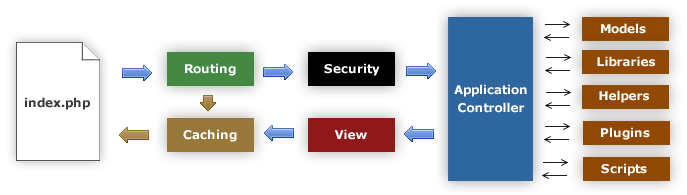 index.php
Routing
Security
Application
Controller
Models
Libraries
Helpers
Plugins
Scripts
Caching
View